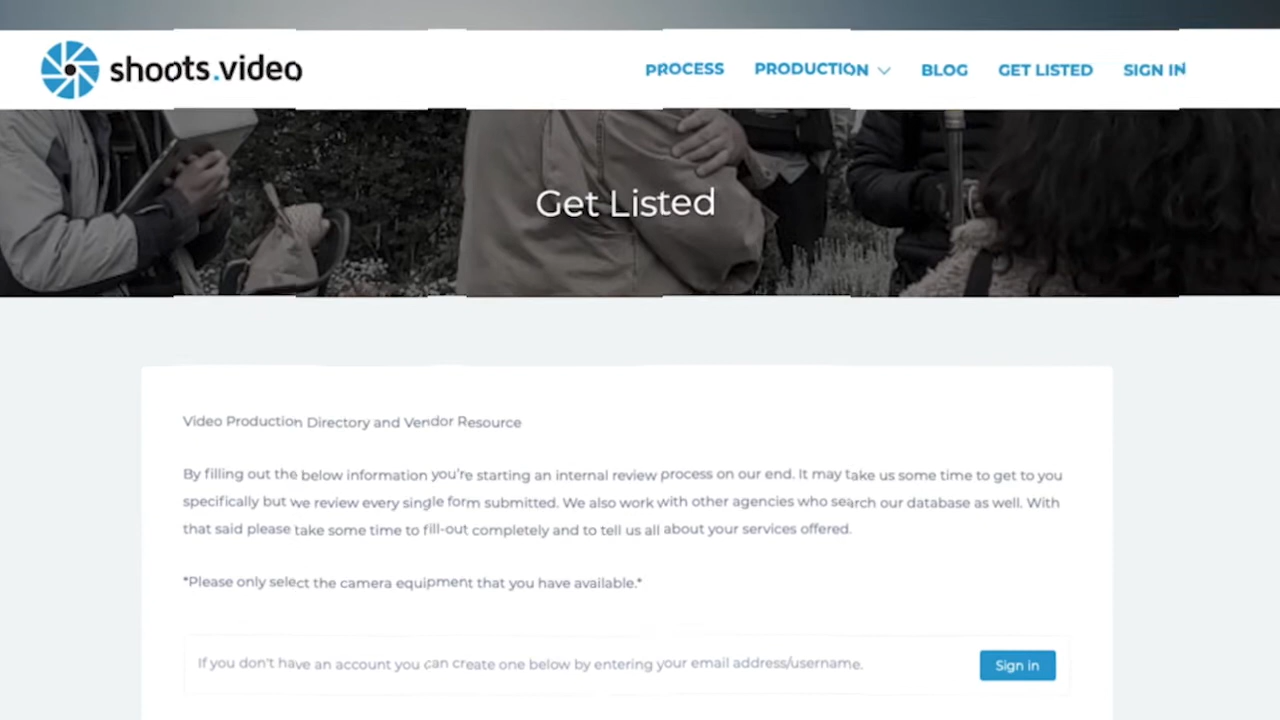 shoots.video
PROCESS PRODUCTION BLOG GET LISTED SIGN IN
Get Listed
Video Production Directory and Vendor Resource
By filling out the below information you're starting an internal review process on our end. It may take us some time to get to you
specifically but we review every single form submitted. We also work with other agencies who search our database as well. With
that said please take some time to fill-out completely and to tell us all about your services offered.
*Please only select the camera equipment that you have available.*
If you don't have an account you can create one below by entering your email address/username. Sign in